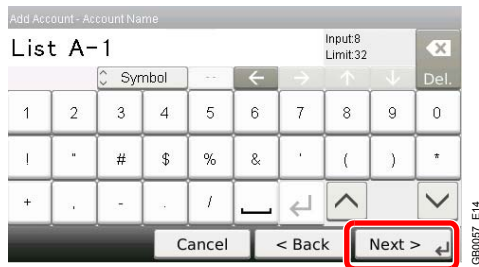 Add Account - Account Name
List A-1
Input:8
Limit:32
Symbol -- ← → ↑ ↓ Del.
1 2 3 4 5 6 7 8 9 0
! " # $ % & ' ( ) *
+ , - . /
Cancel < Back Next >
GB0057_E14